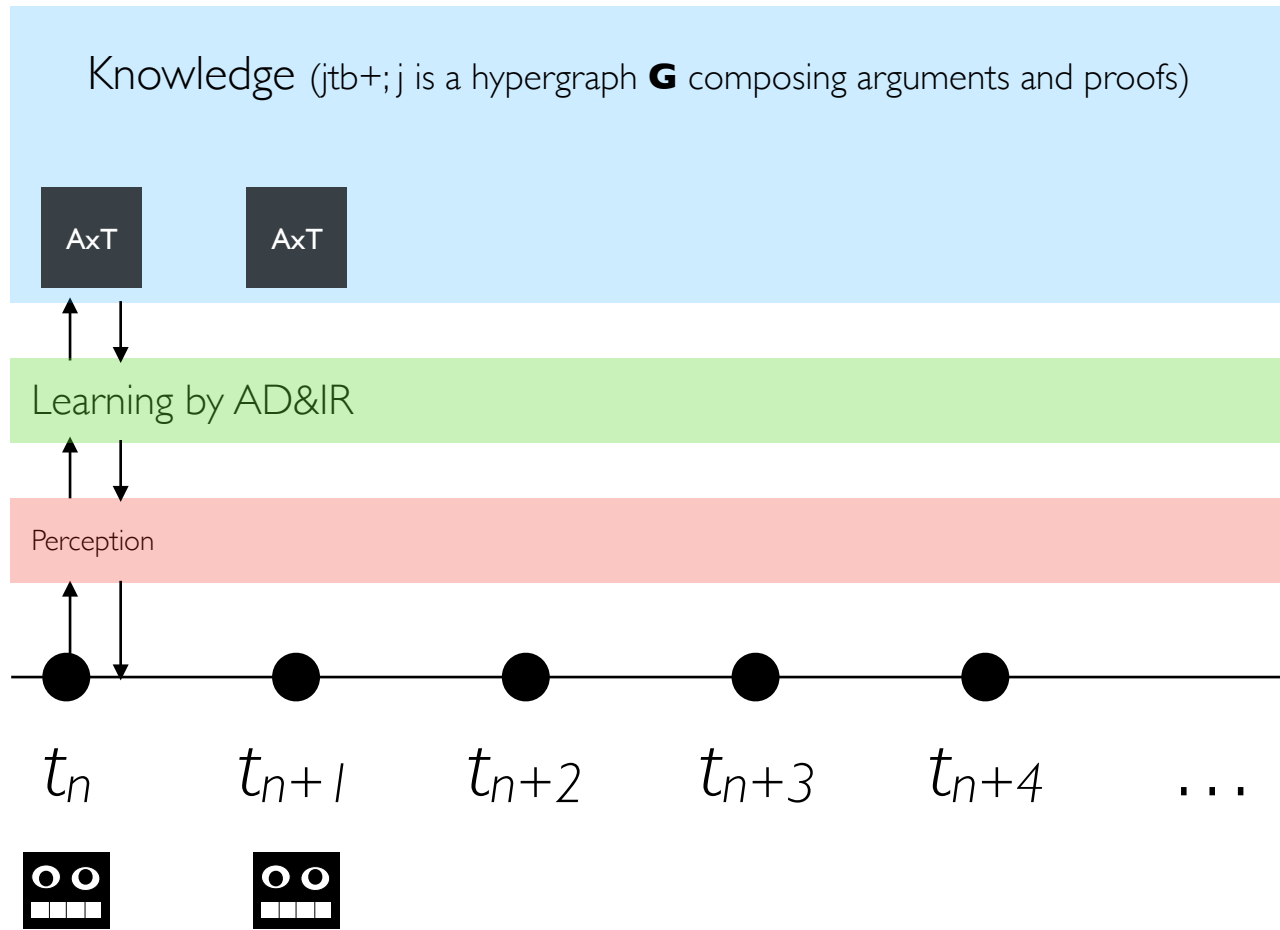 Knowledge (jtb+; j is a hypergraph G composing arguments and proofs)
AxT AxT
Learning by AD&IR
Perception
tn tn+1 tn+2 tn+3 tn+4 ...